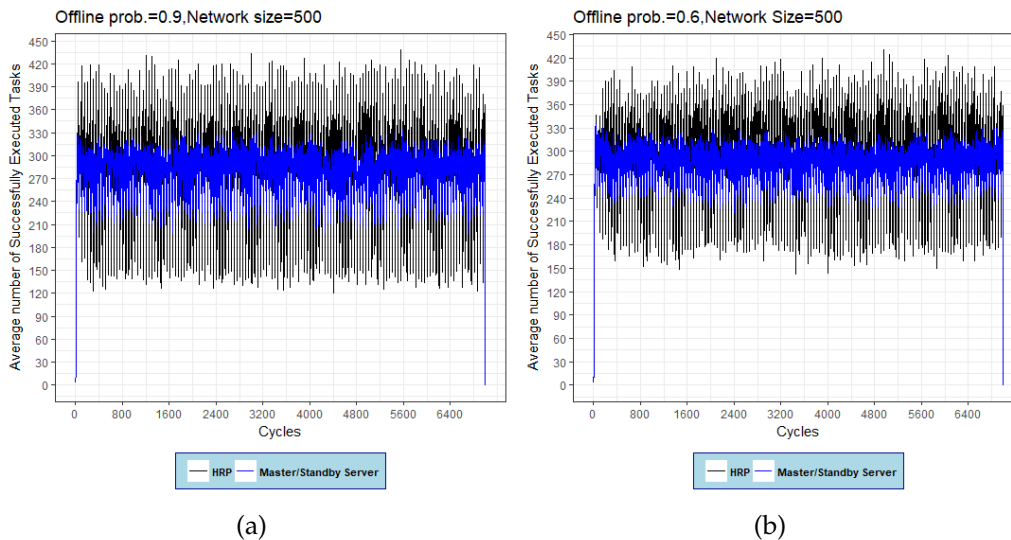 Offline prob.=0.9,Network size=500
Average number of Successfully Executed Tasks
450
420
390
360
330
300
270
240
210
180
150
120
90
60
30
0
0 800 1600 2400 3200 4000 4800 5600 6400
Cycles
HRP Master/Standby Server
(a)
Offline prob.=0.6,Network Size=500
Average number of Successfully Executed Tasks
450
420
390
360
330
300
270
240
210
180
150
120
90
60
30
0
0 800 1600 2400 3200 4000 4800 5600 6400
Cycles
HRP Master/Standby Server
(b)